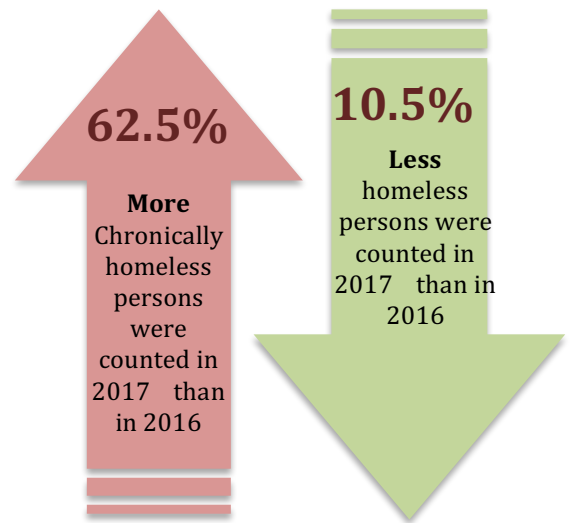 62.5%
More
Chronically
homeless
persons
were
counted in
2017 than
in 2016
10.5%
Less
homeless
persons were
counted in
2017 than in
2016